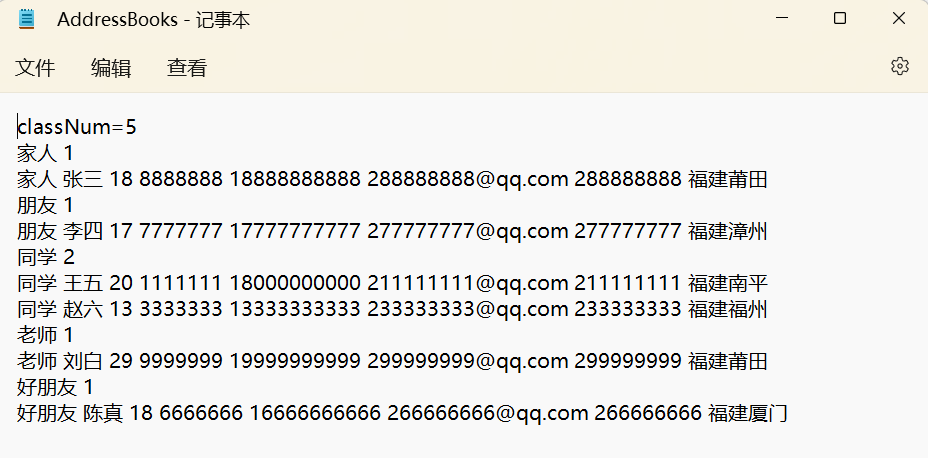 AddressBooks - 记事本
文件 编辑 查看
classNum=5
家人 1
家人 张三 18 8888888 18888888888 288888888@qq.com 288888888 福建莆田
朋友 1
朋友 李四 17 7777777 17777777777 277777777@qq.com 277777777 福建漳州
同学 2
同学 王五 20 1111111 18000000000 211111111@qq.com 211111111 福建南平
同学 赵六 13 3333333 13333333333 233333333@qq.com 233333333 福建福州
老师 1
老师 刘白 29 9999999 19999999999 299999999@qq.com 299999999 福建莆田
好朋友 1
好朋友 陈真 18 6666666 16666666666 266666666@qq.com 266666666 福建厦门